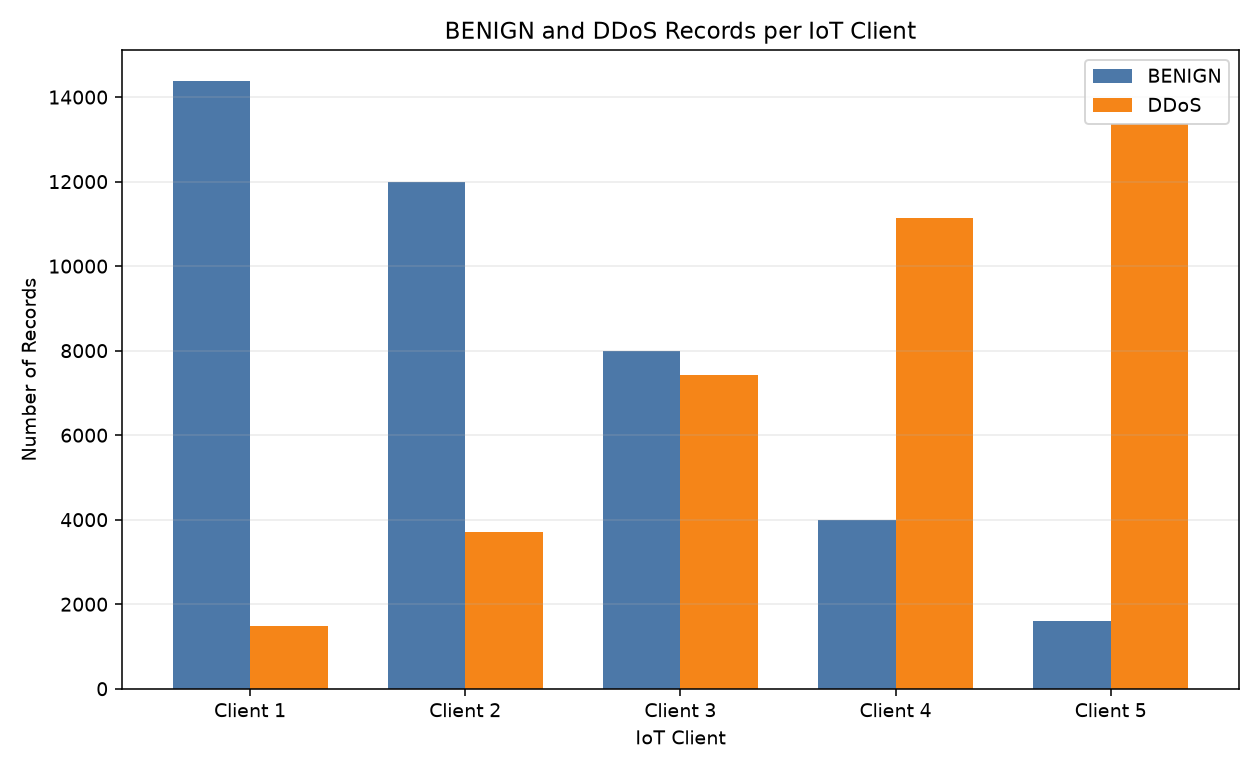 BENIGN and DDoS Records per IoT Client
BENIGN
DDoS
14000
12000
10000
8000
6000
4000
2000
0
Number of Records
Client 1
Client 2
Client 3
Client 4
Client 5
IoT Client